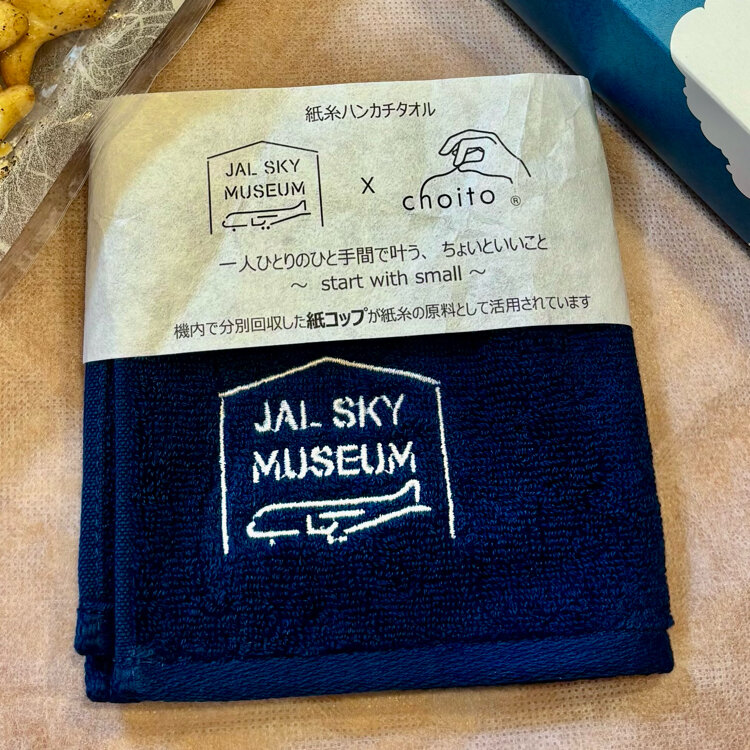 紙糸ハンカチタオル
JAL SKY
MUSEUM
X
choito ®
一人ひとりのひと手間で叶う、ちょいといいこと
～ start with small ～
機内で分別回収した紙コップが紙糸の原料として活用されています
JAL SKY
MUSEUM